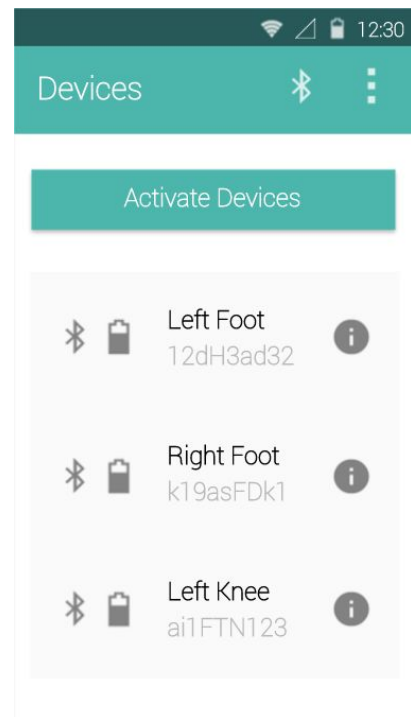 12:30
Devices
Activate Devices
Left Foot
12dH3ad32
Right Foot
k19asFDk1
Left Knee
ai1FTN123